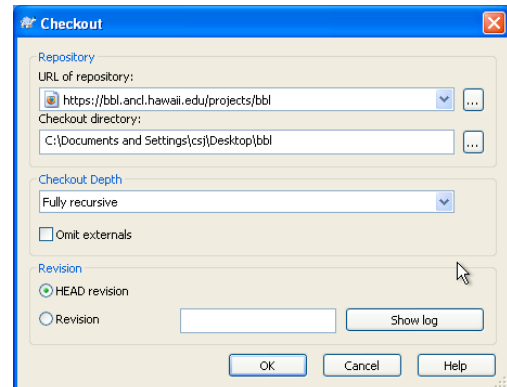 Checkout
Repository
URL of repository:
https://bbl.ancl.hawaii.edu/projects/bbl
...
Checkout directory:
C:\Documents and Settings\csj\Desktop\bbl
...
Checkout Depth
Fully recursive
Omit externals
Revision
HEAD revision
Revision
Show log
OK Cancel Help